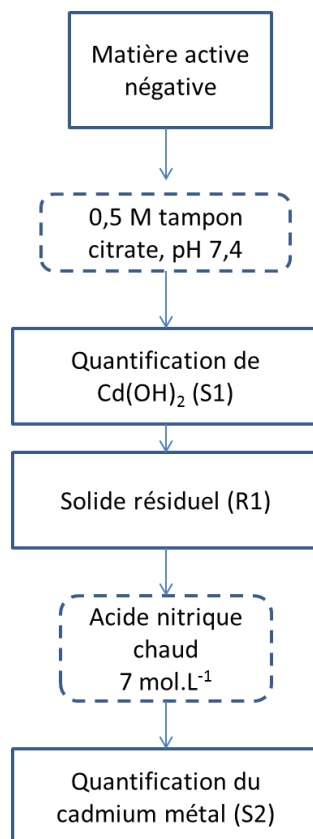 Matière active
négative
0,5 M tampon
citrate, pH 7,4
Quantification de
Cd(OH)₂ (S1)
Solide résiduel (R1)
Acide nitrique
chaud
7 mol.L⁻¹
Quantification du
cadmium métal (S2)